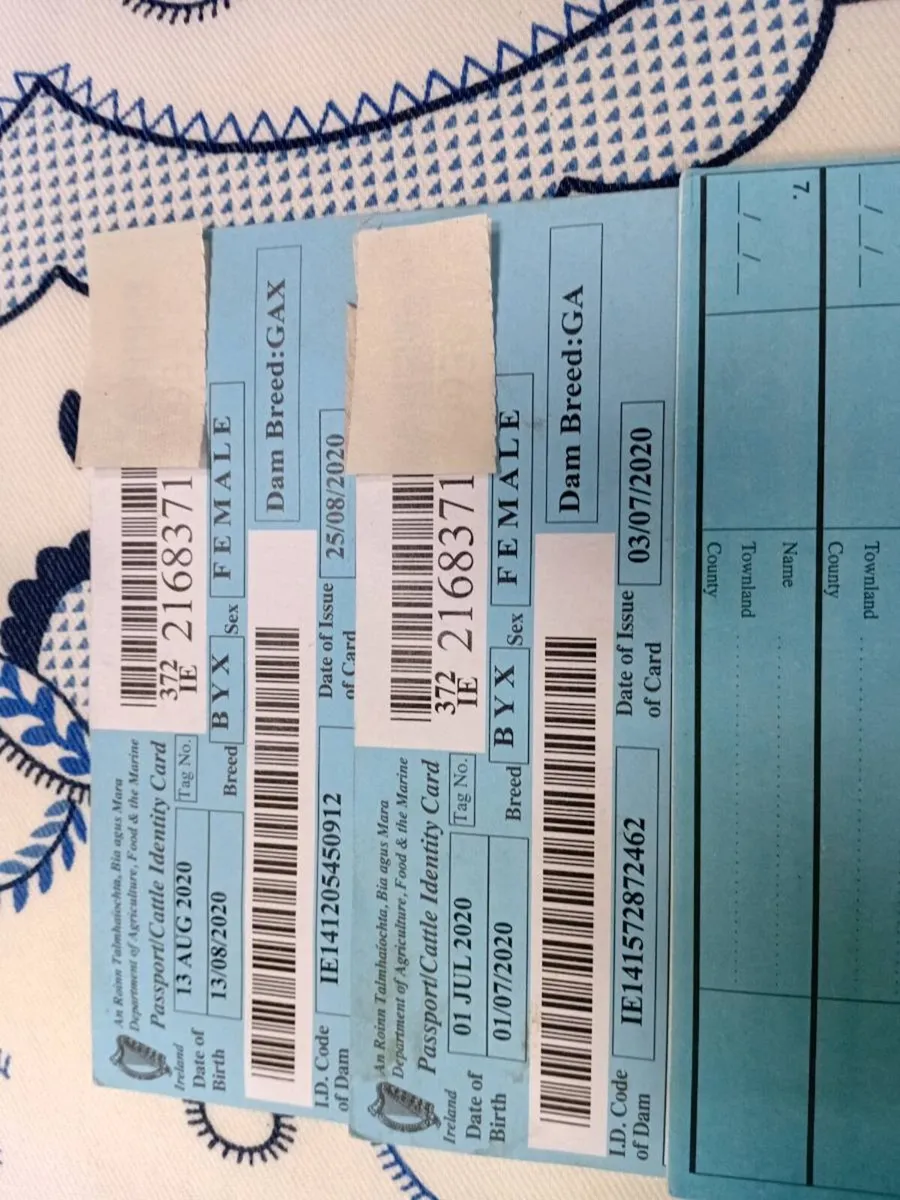 An Roinn Talmhaíochta, Bia agus Mara
Department of Agriculture, Food & the Marine
Passport/Cattle Identity Card
Ireland
Date of Birth
13 AUG 2020
13/08/2020
Tag No.
372
IE 2168371
Breed BYX Sex FEMALE
Dam Breed:GAX
I.D. Code of Dam
IE141205450912
Date of Issue of Card
25/08/2020
An Roinn Talmhaíochta, Bia agus Mara
Department of Agriculture, Food & the Marine
Passport/Cattle Identity Card
Ireland
Date of Birth
01 JUL 2020
01/07/2020
Tag No.
372
IE 2168371
Breed BYX Sex FEMALE
Dam Breed:GA
I.D. Code of Dam
IE141572872462
Date of Issue of Card
03/07/2020
Townland
County
7.
Name
Townland
County